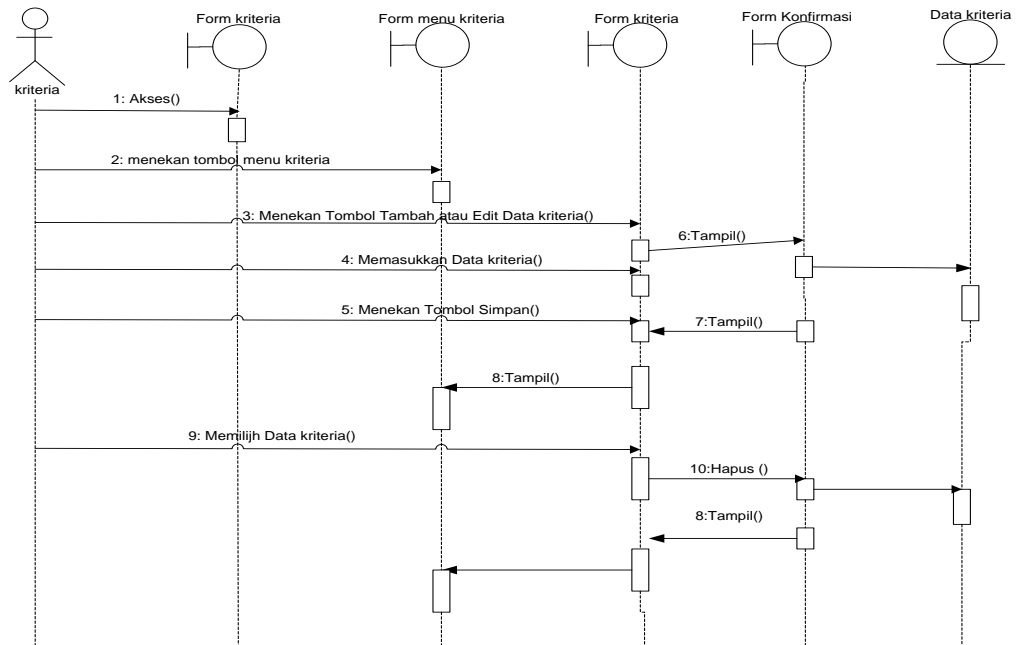 Form kriteria
Form menu kriteria
Form kriteria
Form Konfirmasi
Data kriteria
kriteria
1: Akses()
2: menekan tombol menu kriteria
3: Menekan Tombol Tambah atau Edit Data kriteria()
6:Tampil()
4: Memasukkan Data kriteria()
5: Menekan Tombol Simpan()
7:Tampil()
8:Tampil()
9: Memilijh Data kriteria()
10:Hapus ()
8:Tampil()